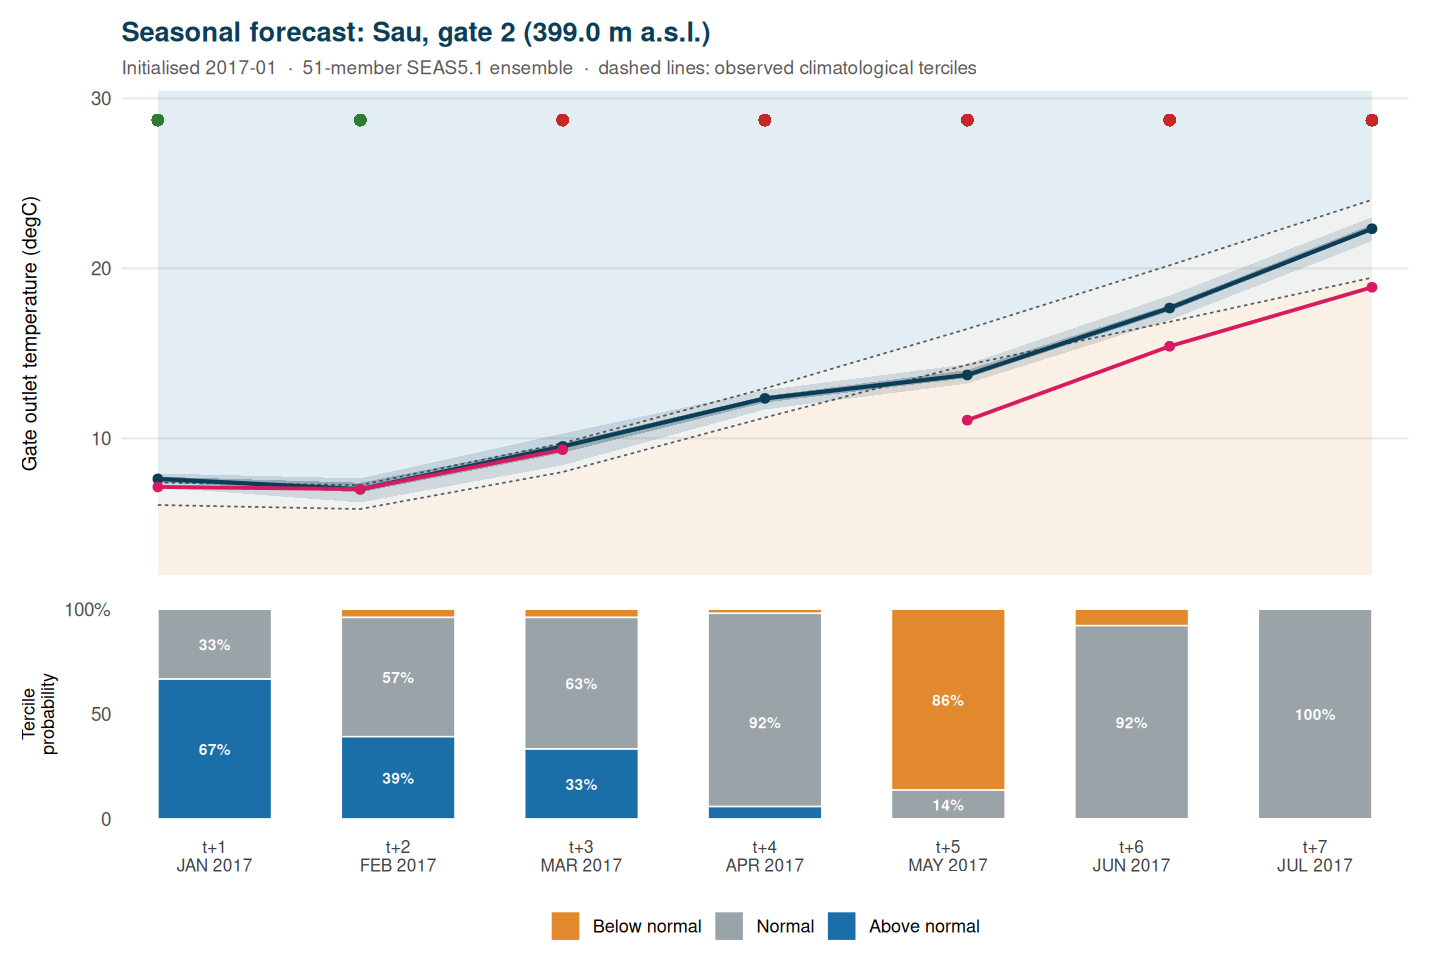 Seasonal forecast: Sau, gate 2 (399.0 m a.s.l.)
Initialised 2017-01 · 51-member SEAS5.1 ensemble · dashed lines: observed climatological terciles
Gate outlet temperature (degC)
30
20
10
Tercile
probability
100%
50
0
33%
67%
57%
39%
63%
33%
92%
86%
14%
92%
100%
t+1
JAN 2017
t+2
FEB 2017
t+3
MAR 2017
t+4
APR 2017
t+5
MAY 2017
t+6
JUN 2017
t+7
JUL 2017
Below normal
Normal
Above normal